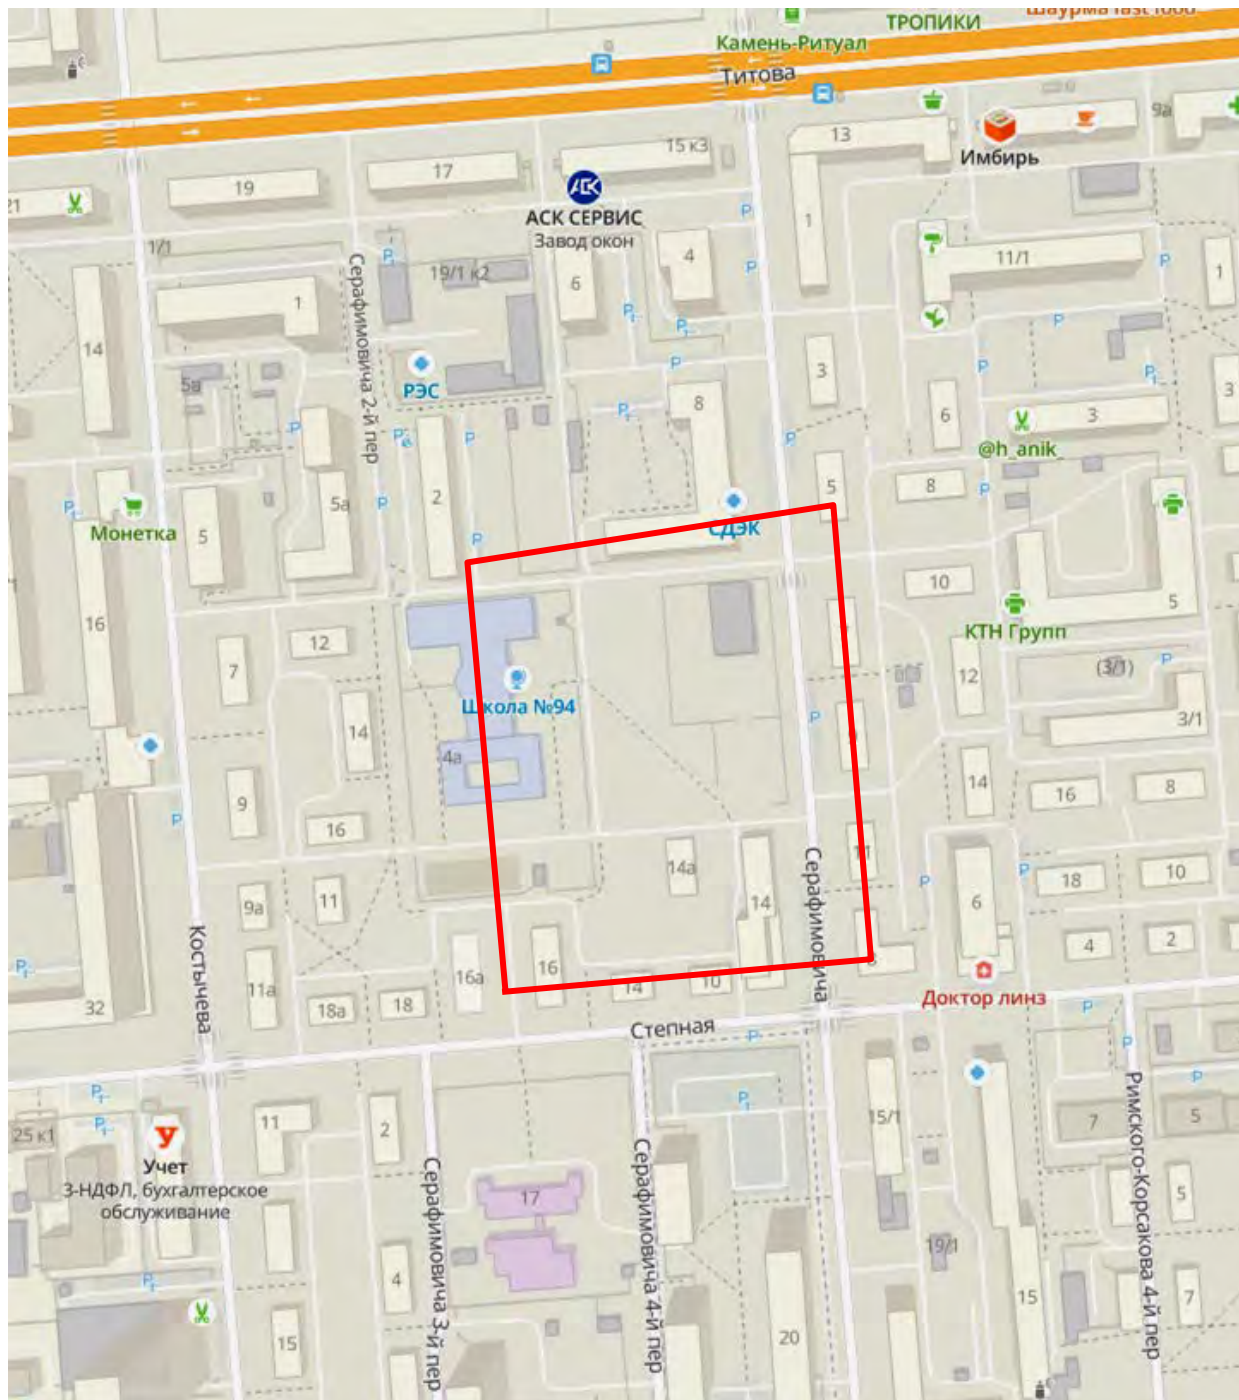 ТРОПИКИ
Шаурма fast food
Камень-Ритуал
Титова
15 к3
13
9а
Имбирь
17
19
21
АСК СЕРВИС
Завод окон
1/1
1
4
11/1
1
19/1 к2
6
1
Серафимовича 2-й пер
14
3
5а
РЭС
8
6
3
3
@h_anik_
2
5
8
5а
Монетка
5
СДЭК
10
КТН Групп
5
16
12
7
12
(3/1)
Школа №94
14
3/1
4а
9
14
16
8
16
11
14а
14
18
10
9а
11
6
4
2
Костычева
Серафимовича
16а
16
11а
14
10
32
18а
18
Доктор линз
Степная
25 к1
11
2
15/1
7
5
Учет
3-НДФЛ, бухгалтерское
обслуживание
17
5
Серафимовича 3-й пер
Серафимовича 4-й пер
Римского-Корсакова 4-й пер
19/1
4
15
7
15
20